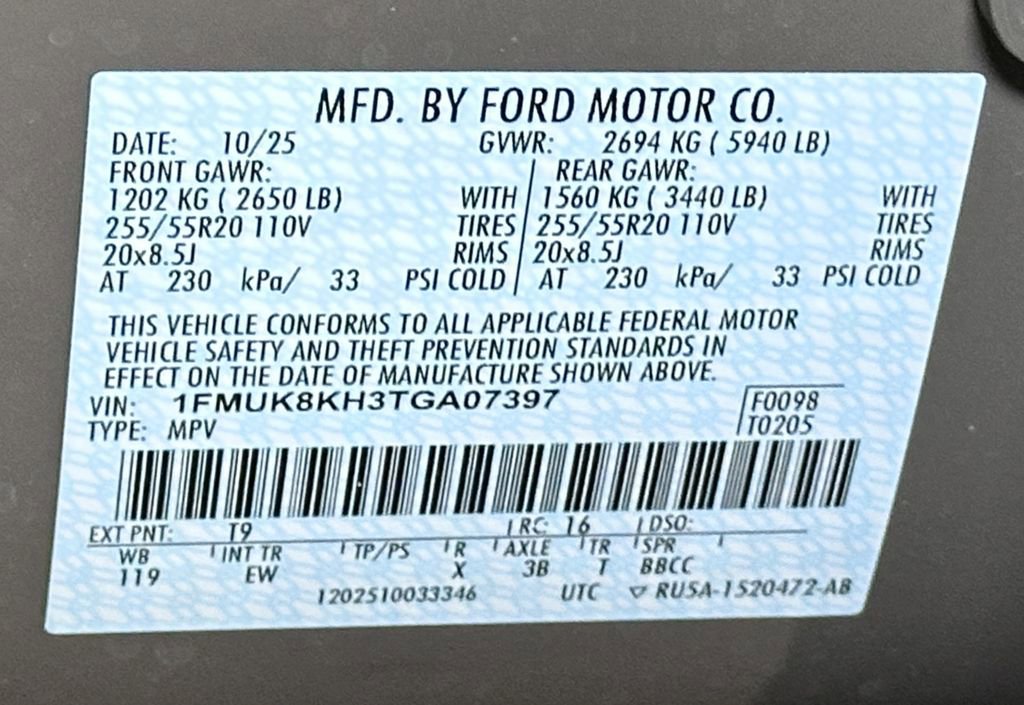 MFD. BY FORD MOTOR CO.
DATE: 10/25 GVWR: 2694 KG ( 5940 LB)
FRONT GAWR: REAR GAWR:
1202 KG ( 2650 LB) WITH 1560 KG ( 3440 LB) WITH
255/55R20 110V TIRES 255/55R20 110V TIRES
20x8.5J RIMS 20x8.5J RIMS
AT 230 kPa/ 33 PSI COLD AT 230 kPa/ 33 PSI COLD
THIS VEHICLE CONFORMS TO ALL APPLICABLE FEDERAL MOTOR
VEHICLE SAFETY AND THEFT PREVENTION STANDARDS IN
EFFECT ON THE DATE OF MANUFACTURE SHOWN ABOVE.
VIN: 1FMUK8KH3TGA07397 F0098
TYPE: MPV T0205
EXT PNT: T9 RC: 16 DSO:
WB INT TR TP/PS R AXLE TR SPR
119 EW X 3B T BBCC
1202510033346 UTC ▽ RUSA-1520472-AB